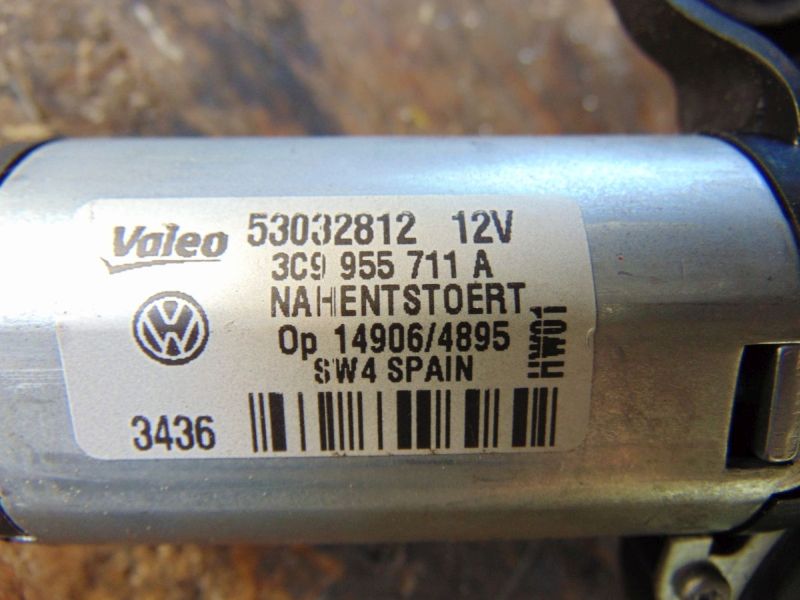 Valeo 53032812 12V
3C9 955 711 A
NAHENTSTOERT
Op 14906/4895
SW4 SPAIN
HW01
3436